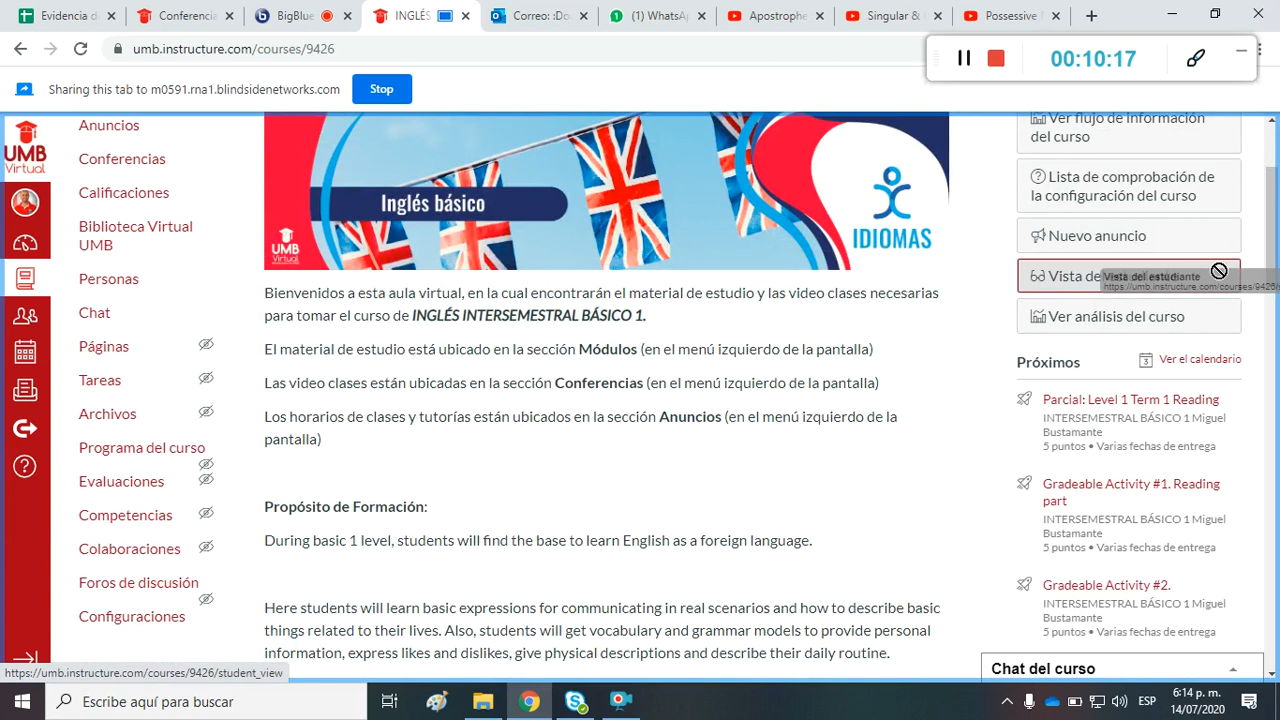 Evidencia d
Conferencia
BigBlue
INGLÉS
Correo: :Do
(1) WhatsA
Apostrophe
Singular & 
Possessive
umb.instructure.com/courses/9426
00:10:17
Sharing this tab to m0591.rna1.blindsidenetworks.com
Stop
UMB
Virtual
Anuncios
Conferencias
Calificaciones
Biblioteca Virtual
UMB
Personas
Chat
Páginas
Tareas
Archivos
Programa del curso
Evaluaciones
Competencias
Colaboraciones
Foros de discusión
Configuraciones
Inglés básico
UMB
Virtual
IDIOMAS
Bienvenidos a esta aula virtual, en la cual encontrarán el material de estudio y las video clases necesarias
para tomar el curso de INGLÉS INTERSEMESTRAL BÁSICO 1.
El material de estudio está ubicado en la sección Módulos (en el menú izquierdo de la pantalla)
Las video clases están ubicadas en la sección Conferencias (en el menú izquierdo de la pantalla)
Los horarios de clases y tutorías están ubicados en la sección Anuncios (en el menú izquierdo de la
pantalla)
Propósito de Formación:
During basic 1 level, students will find the base to learn English as a foreign language.
Here students will learn basic expressions for communicating in real scenarios and how to describe basic
things related to their lives. Also, students will get vocabulary and grammar models to provide personal
information, express likes and dislikes, give physical descriptions and describe their daily routine.
Ver flujo de información
del curso
Lista de comprobación de
la configuración del curso
Nuevo anuncio
Vista de
Vista del estudiante
https://umb.instructure.com/courses/9426/
Ver análisis del curso
Próximos
3
Ver el calendario
Parcial: Level 1 Term 1 Reading
INTERSEMESTRAL BÁSICO 1 Miguel
Bustamante
5 puntos • Varias fechas de entrega
Gradeable Activity #1. Reading
part
INTERSEMESTRAL BÁSICO 1 Miguel
Bustamante
5 puntos • Varias fechas de entrega
Gradeable Activity #2.
INTERSEMESTRAL BÁSICO 1 Miguel
Bustamante
5 puntos • Varias fechas de entrega
Chat del curso
https://umb.instructure.com/courses/9426/student_view
Escribe aquí para buscar
ESP
6:14 p. m.
14/07/2020